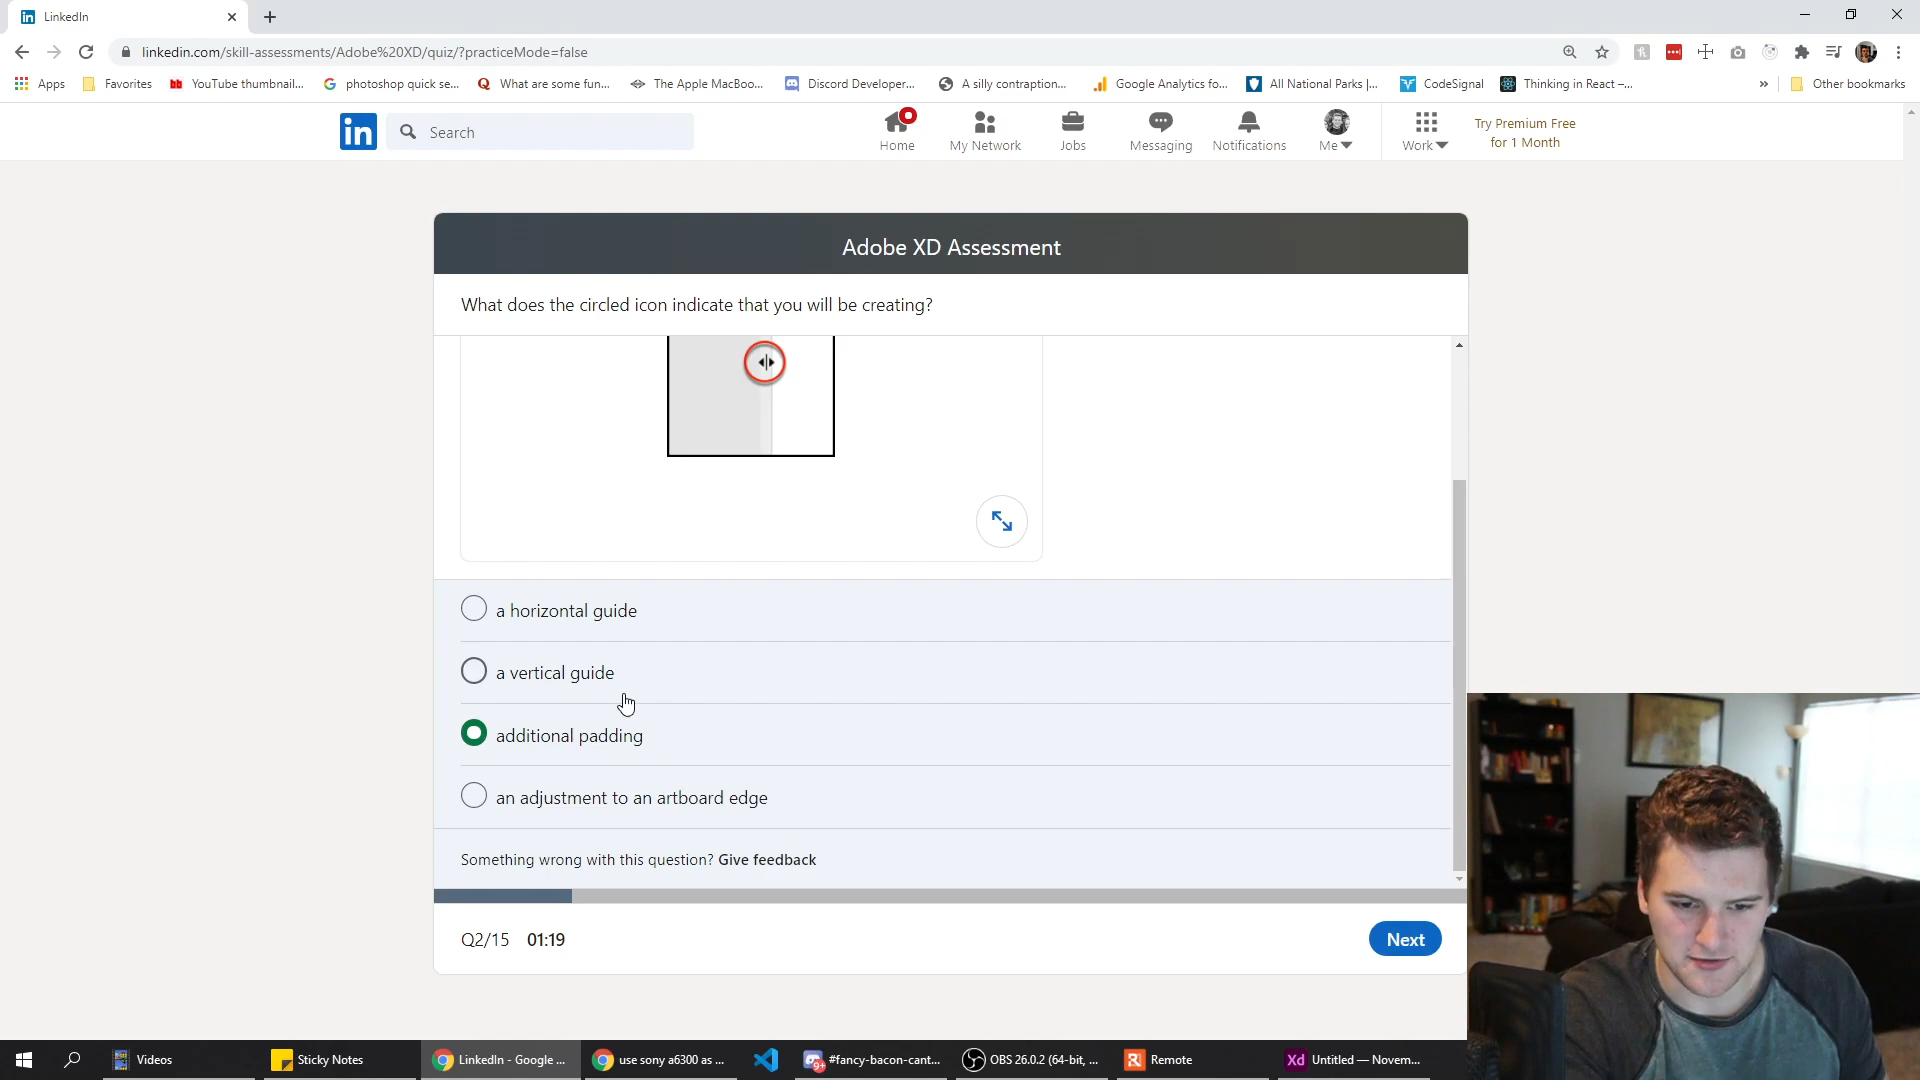 LinkedIn
linkedin.com/skill-assessments/Adobe%20XD/quiz/?practiceMode=false
Apps Favorites YouTube thumbnail... photoshop quick se... What are some fun... The Apple MacBoo... Discord Developer... A silly contraption... Google Analytics fo... All National Parks |... CodeSignal Thinking in React –... » Other bookmarks
in Search Home My Network Jobs Messaging Notifications Me Work Try Premium Free
for 1 Month
Adobe XD Assessment
What does the circled icon indicate that you will be creating?
a horizontal guide
a vertical guide
additional padding
an adjustment to an artboard edge
Something wrong with this question? Give feedback
Q2/15 01:19 Next
Videos Sticky Notes LinkedIn - Google ... use sony a6300 as ... 9+ #fancy-bacon-cant... OBS 26.0.2 (64-bit, ... Remote Xd Untitled — Novem...